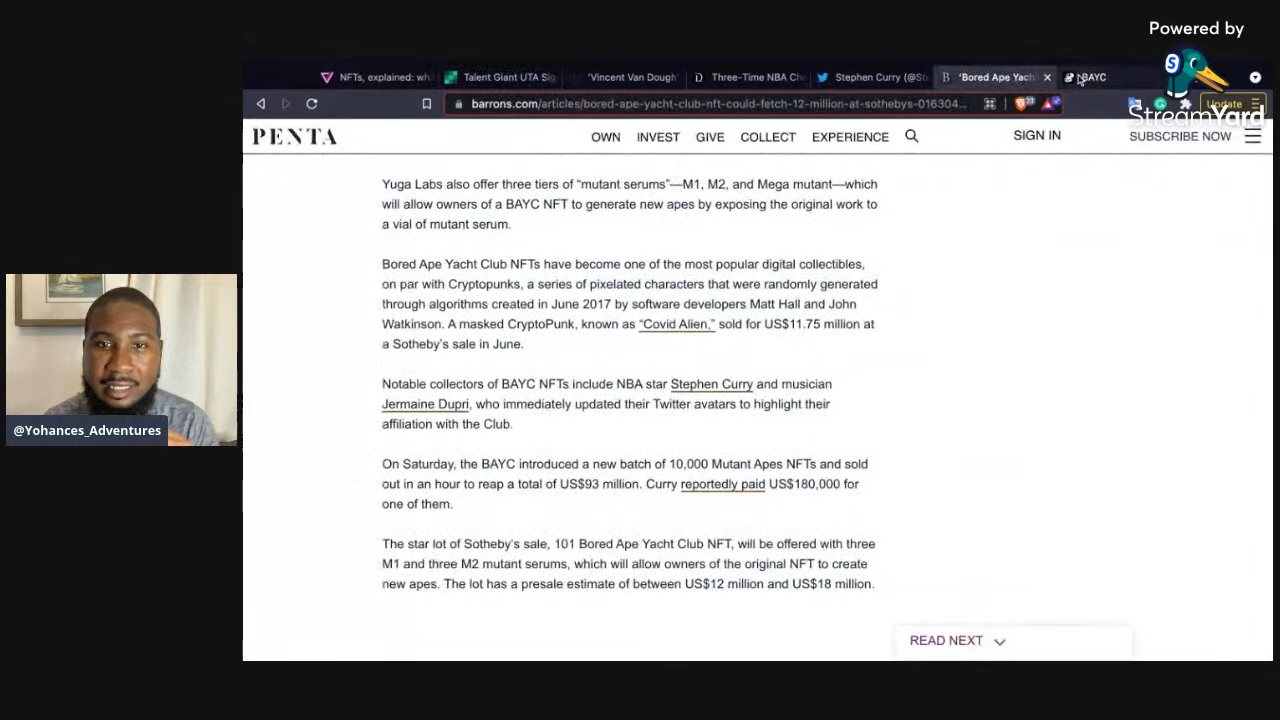 Powered by
StreamYard
NFTs, explained: wh
Talent Giant UTA Sig
'Vincent Van Dough'
Three-Time NBA Ch
Stephen Curry (@St
'Bored Ape Yach
BAYC
barrons.com/articles/bored-ape-yacht-club-nft-could-fetch-12-million-at-sothebys-016304...
23
Update
PENTA
OWN
INVEST
GIVE
COLLECT
EXPERIENCE
SIGN IN
SUBSCRIBE NOW
Yuga Labs also offer three tiers of “mutant serums”—M1, M2, and Mega mutant—which
will allow owners of a BAYC NFT to generate new apes by exposing the original work to
a vial of mutant serum.
Bored Ape Yacht Club NFTs have become one of the most popular digital collectibles,
on par with Cryptopunks, a series of pixelated characters that were randomly generated
through algorithms created in June 2017 by software developers Matt Hall and John
Watkinson. A masked CryptoPunk, known as “Covid Alien,” sold for US$11.75 million at
a Sotheby’s sale in June.
Notable collectors of BAYC NFTs include NBA star Stephen Curry and musician
Jermaine Dupri, who immediately updated their Twitter avatars to highlight their
affiliation with the Club.
On Saturday, the BAYC introduced a new batch of 10,000 Mutant Apes NFTs and sold
out in an hour to reap a total of US$93 million. Curry reportedly paid US$180,000 for
one of them.
The star lot of Sotheby’s sale, 101 Bored Ape Yacht Club NFT, will be offered with three
M1 and three M2 mutant serums, which will allow owners of the original NFT to create
new apes. The lot has a presale estimate of between US$12 million and US$18 million.
READ NEXT
@Yohances_Adventures